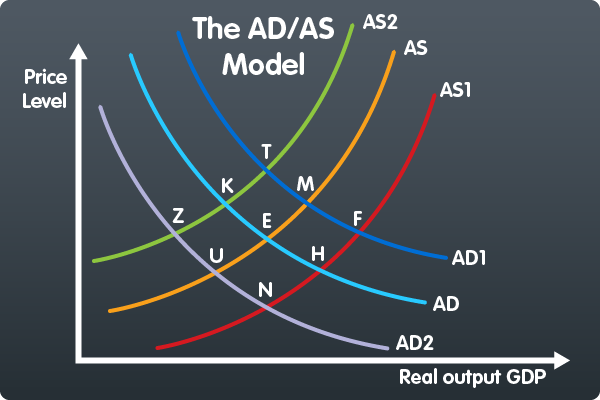 The AD/AS
Model
Price
Level
AS2
AS
AS1
T
K
M
Z
E
F
U
H
N
AD1
AD
AD2
Real output GDP